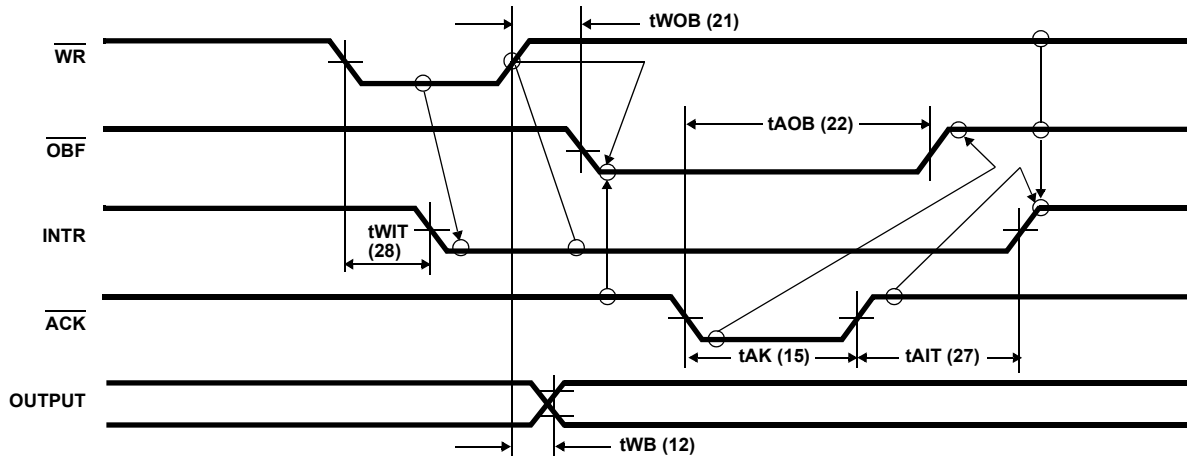 tWOB (21)
WR
tAOB (22)
OBF
INTR
tWIT
(28)
ACK
tAK (15)
tAIT (27)
OUTPUT
tWB (12)